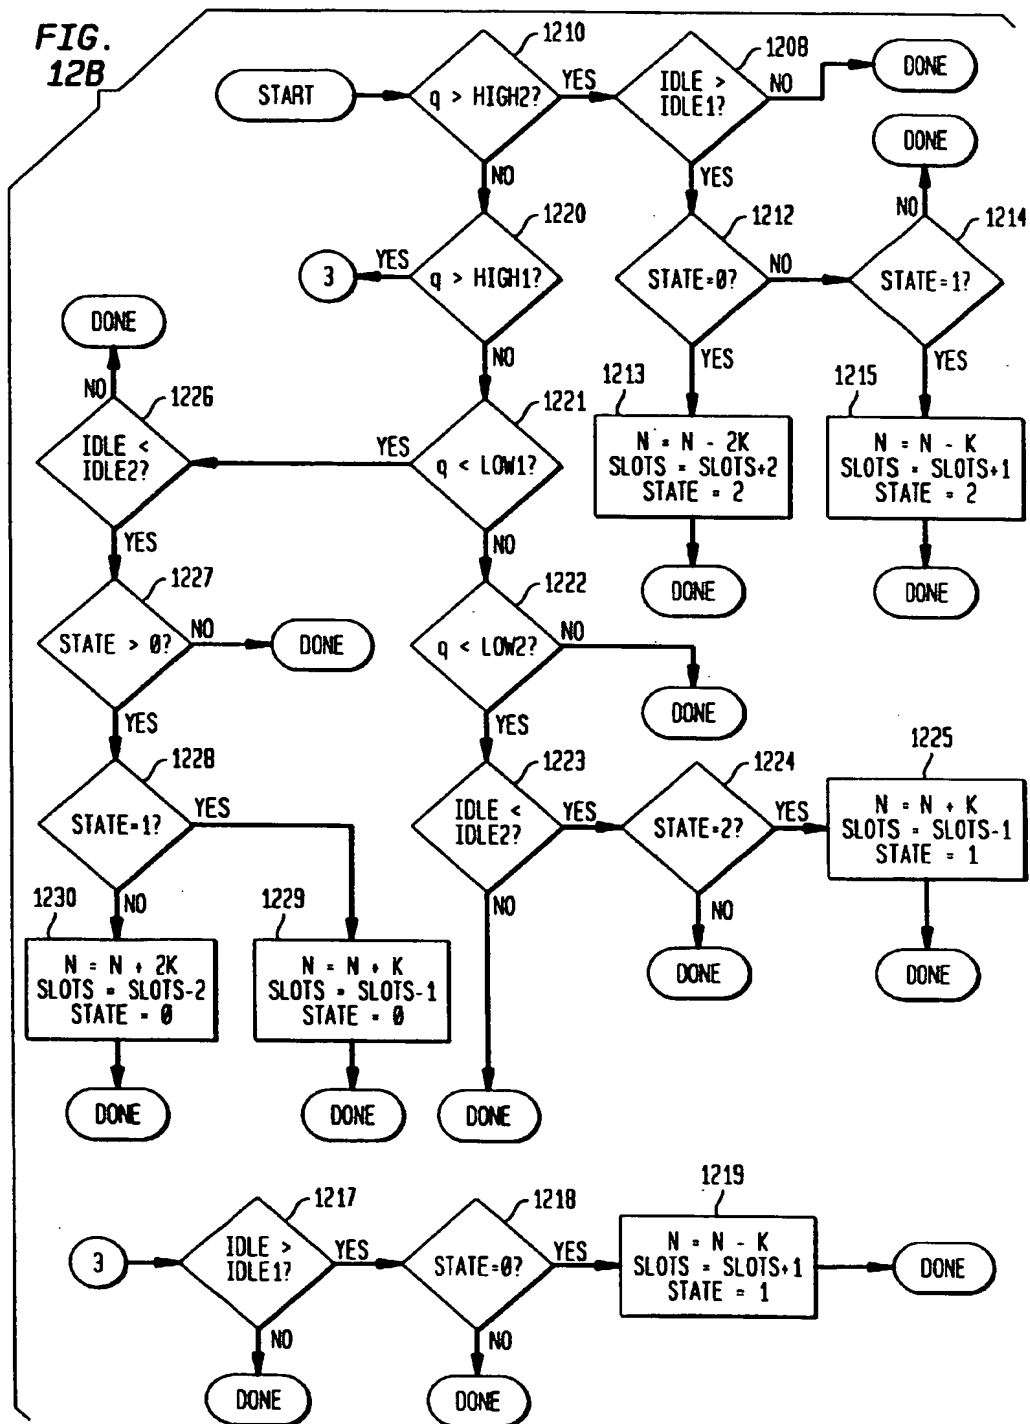 FIG.
12B
START
1210
q > HIGH2?
YES
NO
1208
IDLE >
IDLE1?
NO
YES
DONE
DONE
1220
q > HIGH1?
YES
NO
3
1212
STATE=0?
NO
YES
1214
STATE=1?
NO
YES
DONE
1226
IDLE <
IDLE2?
NO
YES
1221
q < LOW1?
YES
NO
1213
N = N - 2K
SLOTS = SLOTS+2
STATE = 2
DONE
1215
N = N - K
SLOTS = SLOTS+1
STATE = 2
DONE
1227
STATE > 0?
NO
YES
DONE
1222
q < LOW2?
NO
YES
DONE
1228
STATE=1?
YES
NO
1223
IDLE <
IDLE2?
YES
NO
1224
STATE=2?
YES
NO
1225
N = N + K
SLOTS = SLOTS-1
STATE = 1
DONE
DONE
1230
N = N + 2K
SLOTS = SLOTS-2
STATE = 0
DONE
1229
N = N + K
SLOTS = SLOTS-1
STATE = 0
DONE
DONE
3
1217
IDLE >
IDLE1?
YES
NO
DONE
1218
STATE=0?
YES
NO
DONE
1219
N = N - K
SLOTS = SLOTS+1
STATE = 1
DONE